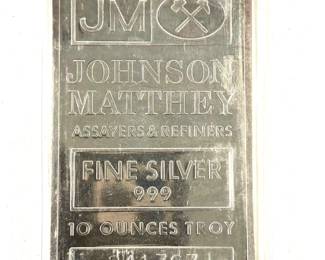 JM
JOHNSON
MATTHEY
ASSAYERS & REFINERS
FINE SILVER
999
10 OUNCES TROY